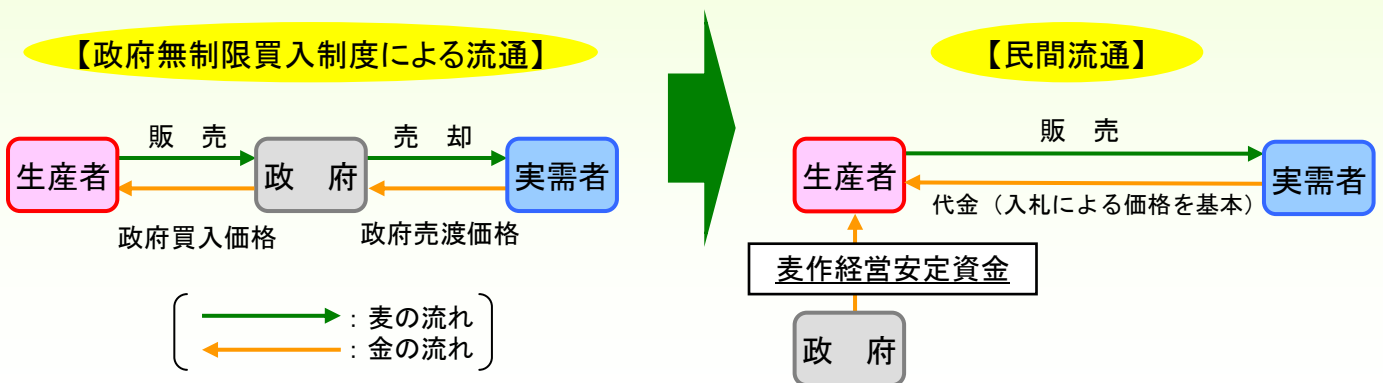 【政府無制限買入制度による流通】
販 売
売 却
生産者
政 府
実需者
政府買入価格
政府売渡価格
：麦の流れ
：金の流れ
【民間流通】
販 売
生産者
実需者
代金（入札による価格を基本）
麦作経営安定資金
政 府